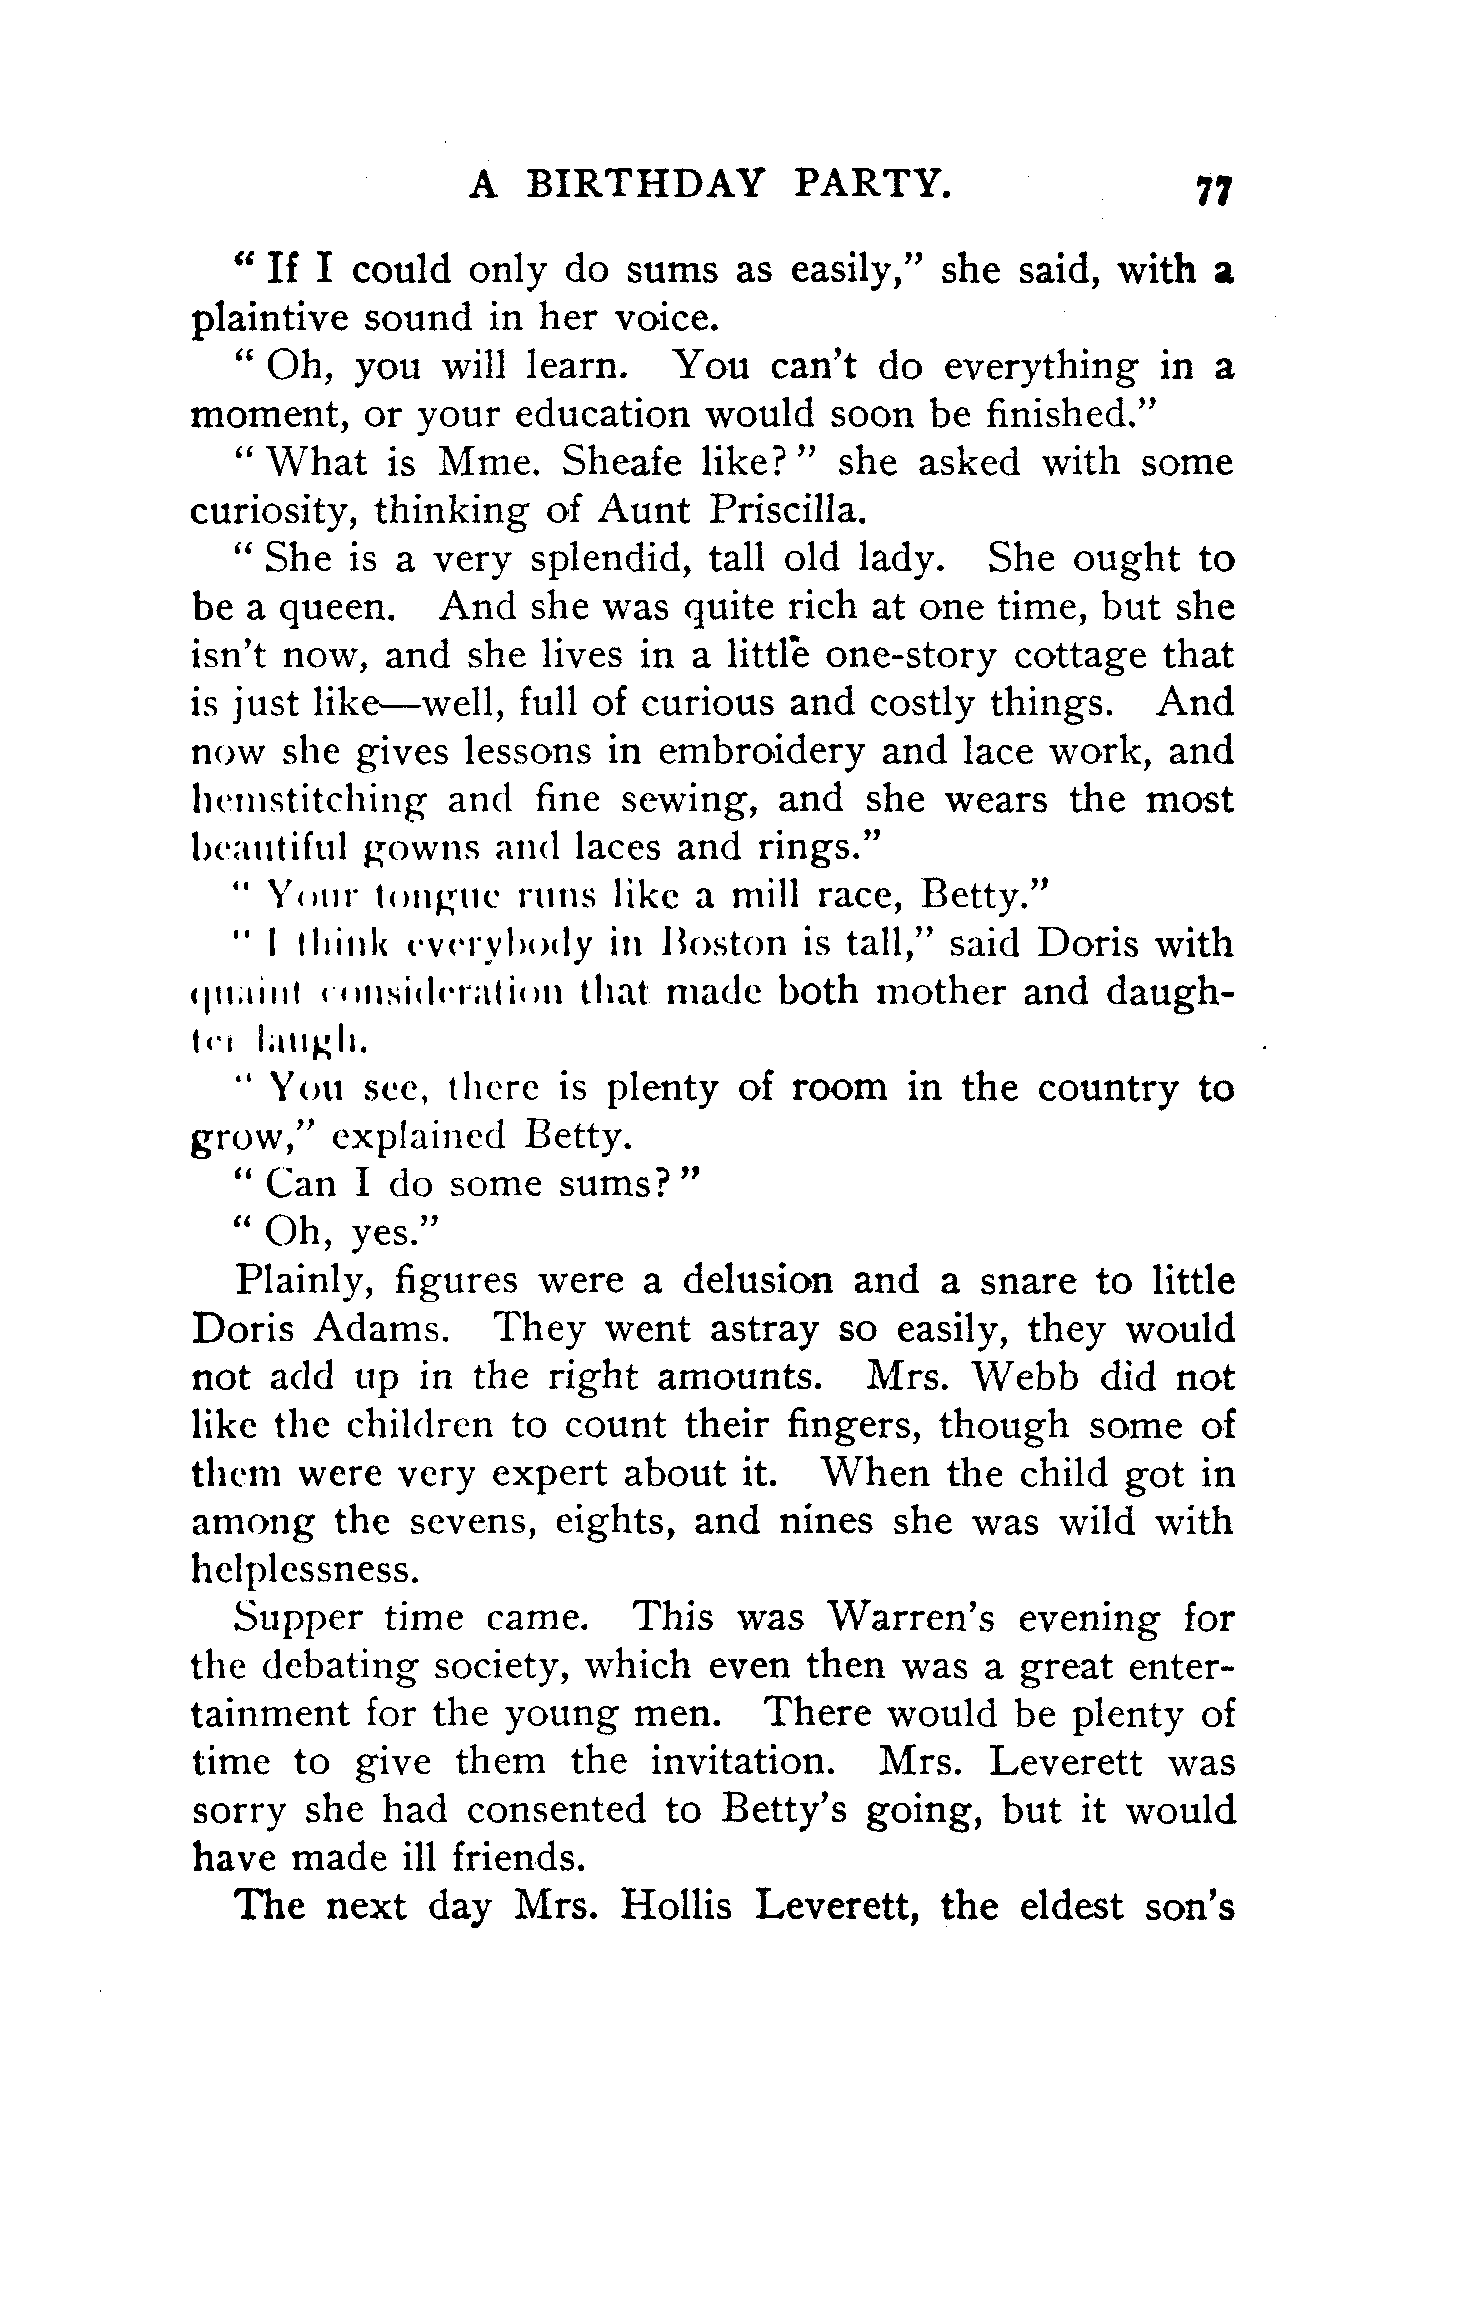 A BIRTHDAY PARTY. 77
“ If I could only do sums as easily,” she said, with a
plaintive sound in her voice.
“ Oh, you will learn. You can’t do everything in a
moment, or your education would soon be finished.”
“ What is Mme. Sheafe like? ” she asked with some
curiosity, thinking of Aunt Priscilla.
“ She is a very splendid, tall old lady. She ought to
be a queen. And she was quite rich at one time, but she
isn’t now, and she lives in a little one-story cottage that
is just like—well, full of curious and costly things. And
now she gives lessons in embroidery and lace work, and
hemstitching and fine sewing, and she wears the most
beautiful gowns and laces and rings.”
“ Your tongue runs like a mill race, Betty.”
“ I think everybody in Boston is tall,” said Doris with
quaint consideration that made both mother and daugh-
ter laugh.
“ You see, there is plenty of room in the country to
grow,” explained Betty.
“ Can I do some sums? ”
“ Oh, yes.”
Plainly, figures were a delusion and a snare to little
Doris Adams. They went astray so easily, they would
not add up in the right amounts. Mrs. Webb did not
like the children to count their fingers, though some of
them were very expert about it. When the child got in
among the sevens, eights, and nines she was wild with
helplessness.
Supper time came. This was Warren’s evening for
the debating society, which even then was a great enter-
tainment for the young men. There would be plenty of
time to give them the invitation. Mrs. Leverett was
sorry she had consented to Betty’s going, but it would
have made ill friends.
The next day Mrs. Hollis Leverett, the eldest son’s